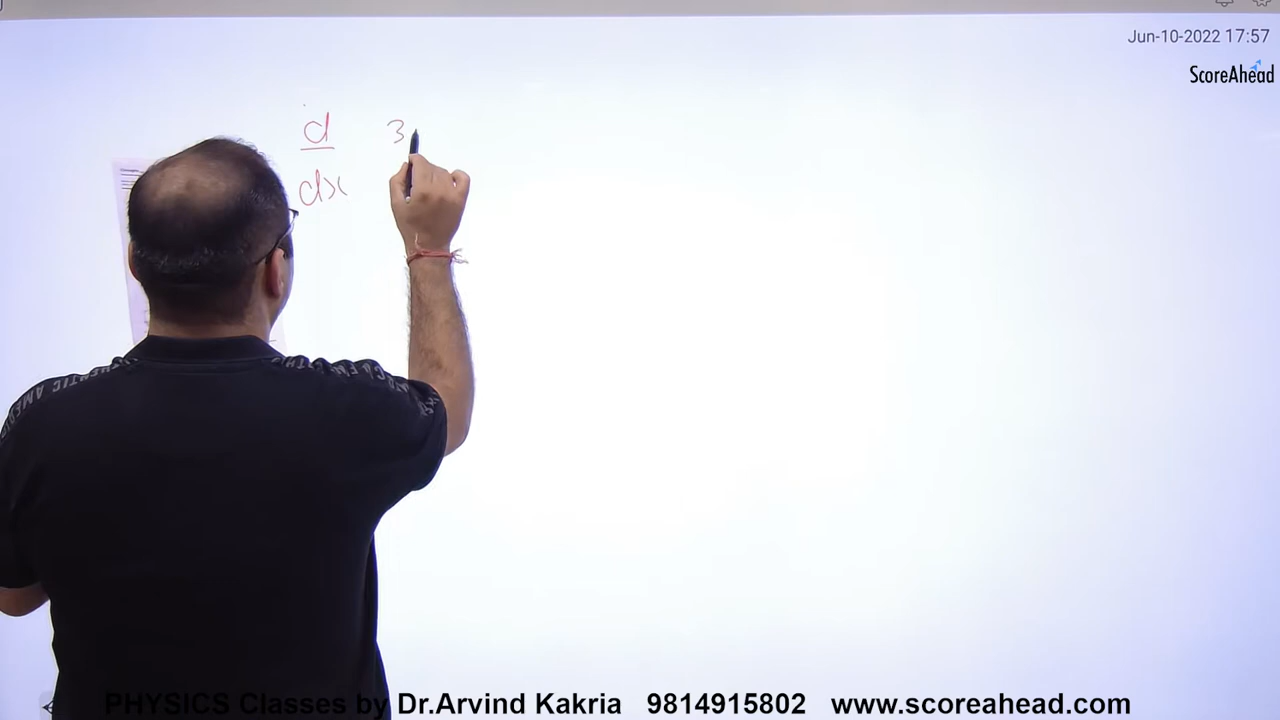 Jun-10-2022 17:57
ScoreAhead
d 3
dx
PHYSICS Classes by Dr.Arvind Kakria 9814915802 www.scoreahead.com